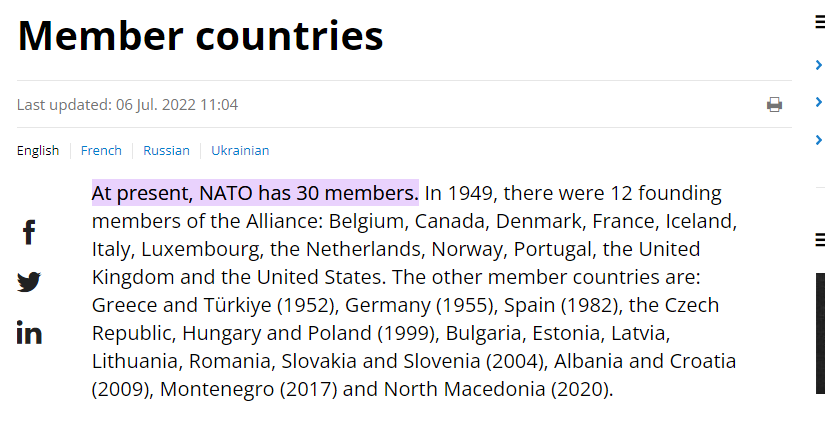 Member countries
Last updated: 06 Jul. 2022 11:04
English French Russian Ukrainian
At present, NATO has 30 members. In 1949, there were 12 founding
members of the Alliance: Belgium, Canada, Denmark, France, Iceland,
Italy, Luxembourg, the Netherlands, Norway, Portugal, the United
Kingdom and the United States. The other member countries are:
Greece and Türkiye (1952), Germany (1955), Spain (1982), the Czech
Republic, Hungary and Poland (1999), Bulgaria, Estonia, Latvia,
Lithuania, Romania, Slovakia and Slovenia (2004), Albania and Croatia
(2009), Montenegro (2017) and North Macedonia (2020).